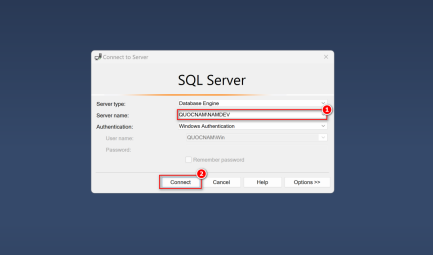 Connect to Server
SQL Server
Server type: Database Engine
Server name: QUOCNAM\NAMDEV
1
Authentication: Windows Authentication
User name: QUOCNAM\Win
Password:
Remember password
2
Connect Cancel Help Options >>